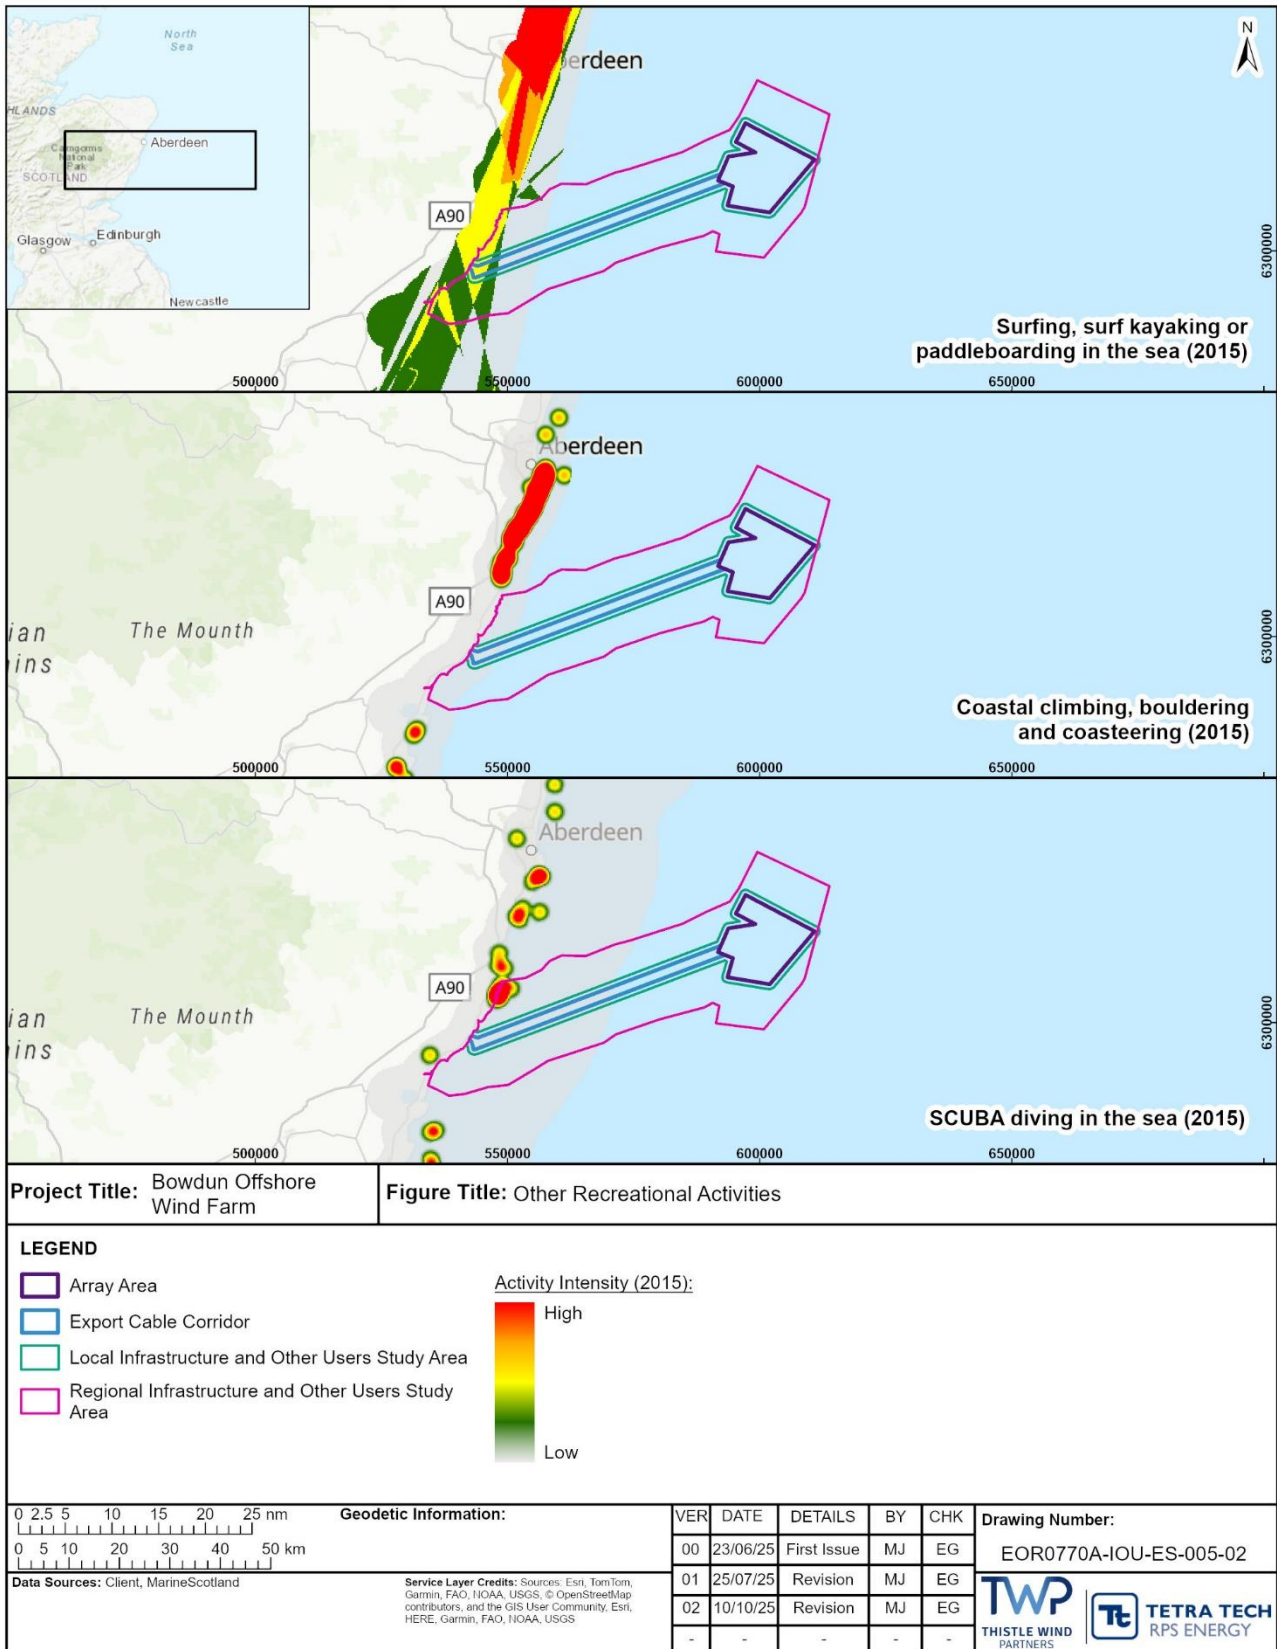 North
Sea
HLANDS
Aberdeen
Cairngorms
National
Park
SCOTLAND
Edinburgh
Glasgow
Newcastle
erdeen
N
A90
6300000
Surfing, surf kayaking or
paddleboarding in the sea (2015)
500000
550000
600000
650000
Aberdeen
A90
ian
ins
The Mounth
6300000
Coastal climbing, bouldering
and coasteering (2015)
500000
550000
600000
650000
Aberdeen
A90
ian
ins
The Mounth
6300000
SCUBA diving in the sea (2015)
500000
550000
600000
650000
Project Title: Bowdun Offshore
Wind Farm
Figure Title: Other Recreational Activities
LEGEND
Array Area
Export Cable Corridor
Local Infrastructure and Other Users Study Area
Regional Infrastructure and Other Users Study
Area
Activity Intensity (2015):
High
Low
0 2.5 5 10 15 20 25 nm
0 5 10 20 30 40 50 km
Geodetic Information:
Data Sources: Client, MarineScotland
Service Layer Credits: Sources: Esri, TomTom,
Garmin, FAO, NOAA, USGS, © OpenStreetMap
contributors, and the GIS User Community, Esri,
HERE, Garmin, FAO, NOAA, USGS
VER DATE DETAILS BY CHK
00 23/06/25 First Issue MJ EG
01 25/07/25 Revision MJ EG
02 10/10/25 Revision MJ EG
- - - - -
Drawing Number:
EOR0770A-IOU-ES-005-02
TWP
THISTLE WIND
PARTNERS
Tt
TETRA TECH
RPS ENERGY